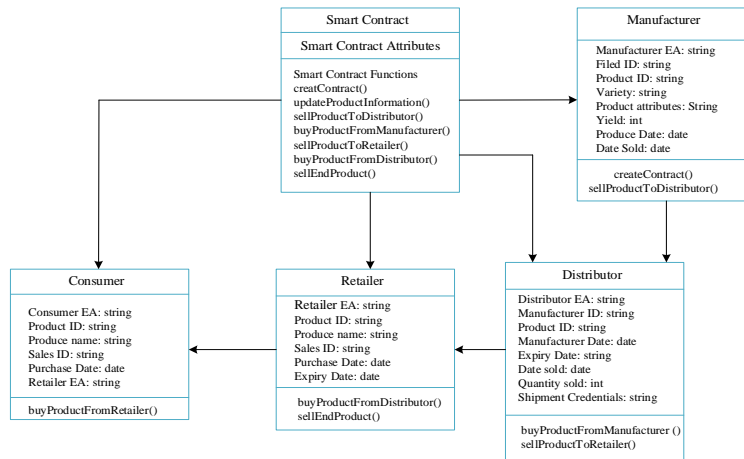 Smart Contract
Smart Contract Attributes
Smart Contract Functions
creatContract()
updateProductInformation()
sellProductToDistributor()
buyProductFromManufacturer()
sellProductToRetailer()
buyProductFromDistributor()
sellEndProduct()
Manufacturer
Manufacturer EA: string
Filed ID: string
Product ID: string
Variety: string
Product attributes: String
Yield: int
Produce Date: date
Date Sold: date
createContract()
sellProductToDistributor()
Consumer
Consumer EA: string
Product ID: string
Produce name: string
Sales ID: string
Purchase Date: date
Retailer EA: string
buyProductFromRetailer()
Retailer
Retailer EA: string
Product ID: string
Produce name: string
Sales ID: string
Purchase Date: date
Expiry Date: date
buyProductFromDistributor()
sellEndProduct()
Distributor
Distributor EA: string
Manufacturer ID: string
Product ID: string
Manufacturer Date: date
Expiry Date: string
Date sold: date
Quantity sold: int
Shipment Credentials: string
buyProductFromManufacturer ()
sellProductToRetailer()